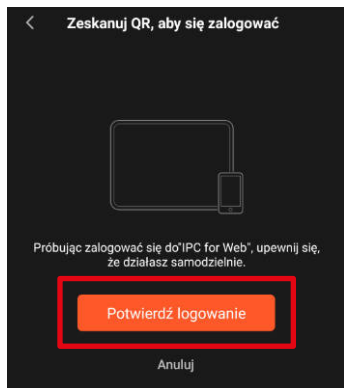 Zeskanuj QR, aby się zalogować
Próbując zalogować się do"IPC for Web", upewnij się,
że działasz samodzielnie.
Potwierdź logowanie
Anuluj